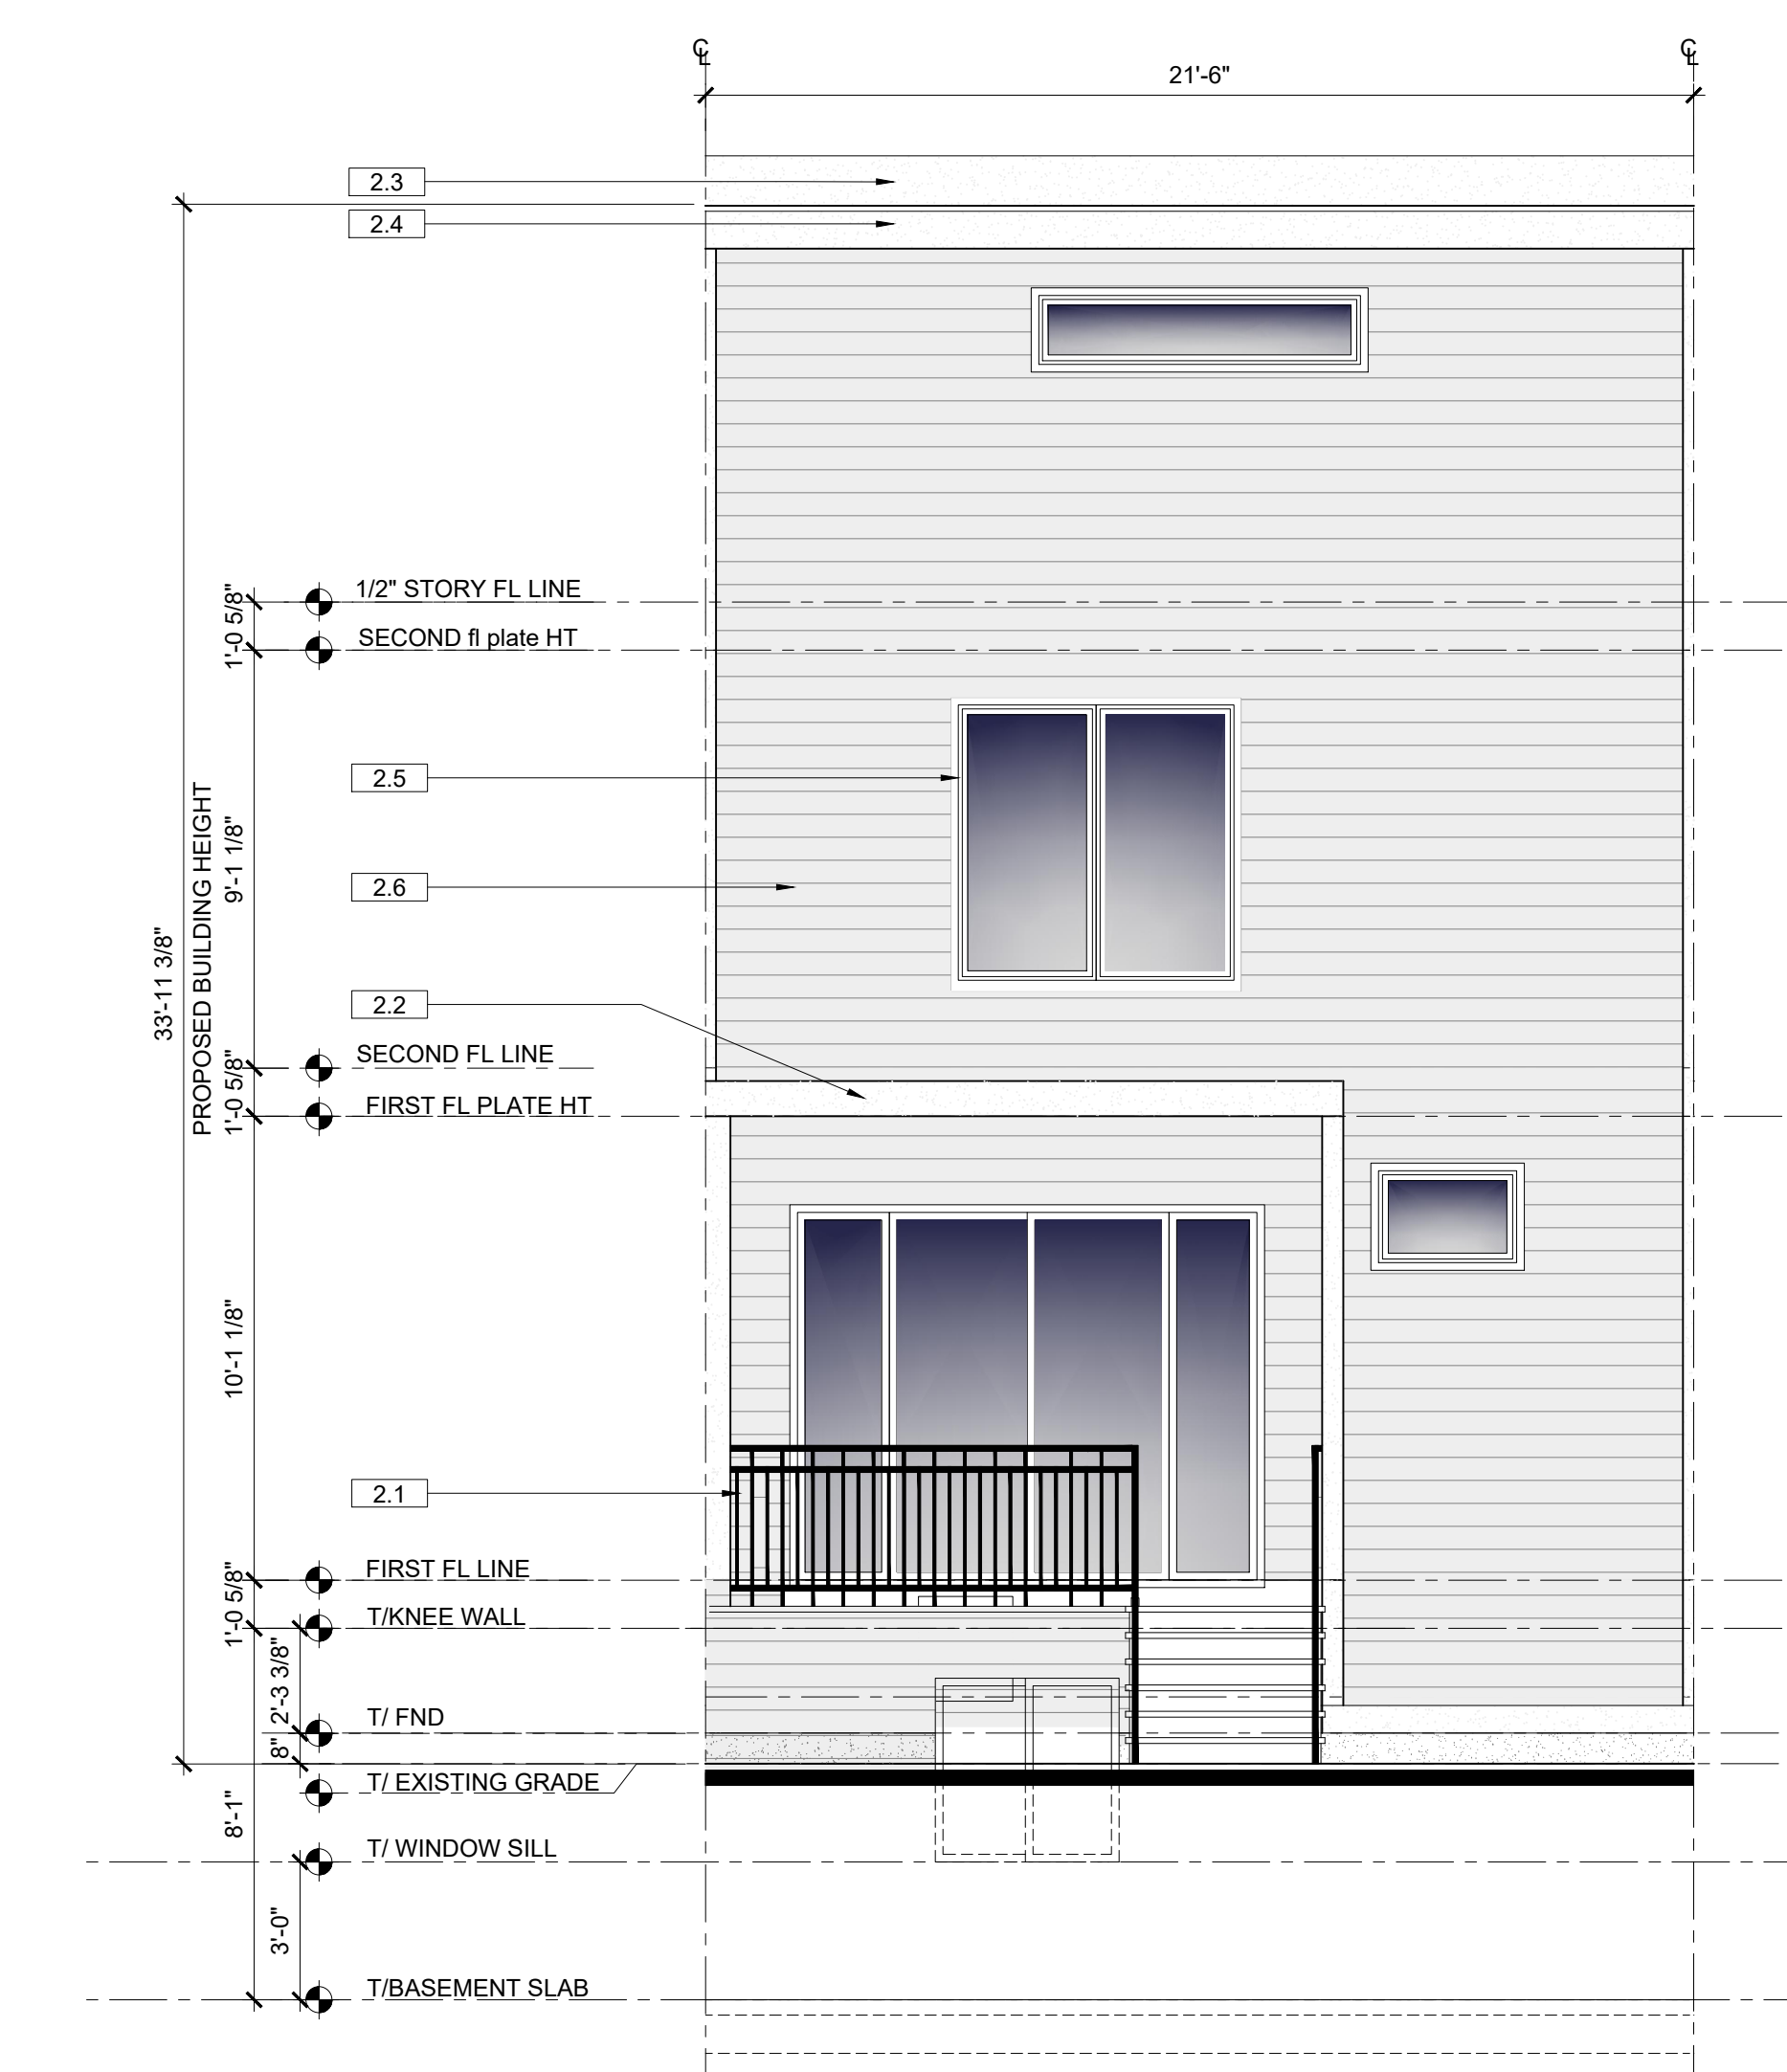 ℄ ℄
21'-6"
2.3
2.4
1/2" STORY FL LINE
1'-0 5/8"
SECOND fl plate HT
2.5
9'-1 1/8"
2.6
33'-11 3/8"
PROPOSED BUILDING HEIGHT
2.2
SECOND FL LINE
1'-0 5/8"
FIRST FL PLATE HT
10'-1 1/8"
2.1
FIRST FL LINE
1'-0 5/8"
T/KNEE WALL
2'-3 3/8"
T/ FND
8"
T/ EXISTING GRADE
8'-1"
T/ WINDOW SILL
3'-0"
T/BASEMENT SLAB